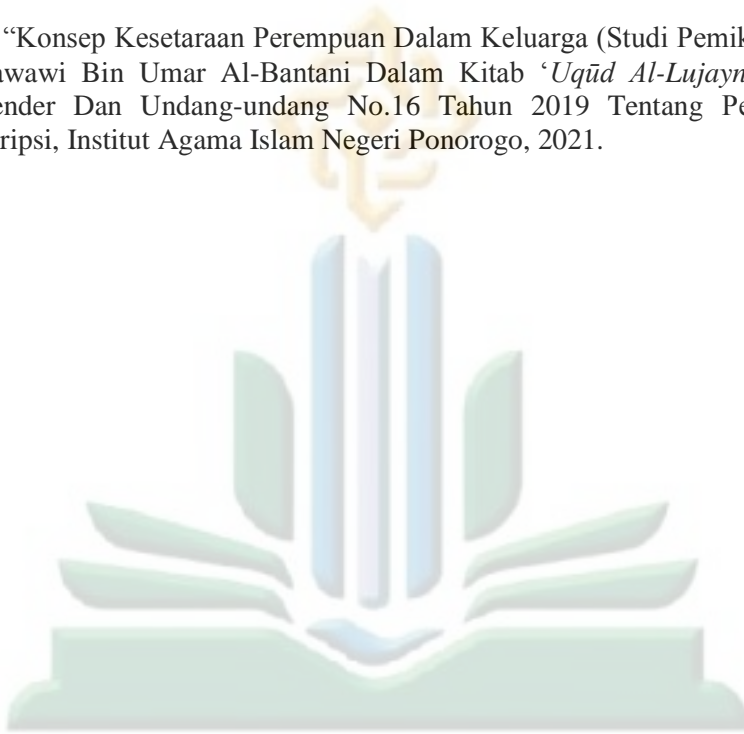 “Konsep Kesetaraan Perempuan Dalam Keluarga (Studi Pemik
awawi Bin Umar Al-Bantani Dalam Kitab ‘Uqūd Al-Lujayn
ender Dan Undang-undang No.16 Tahun 2019 Tentang Pe
ripsi, Institut Agama Islam Negeri Ponorogo, 2021.